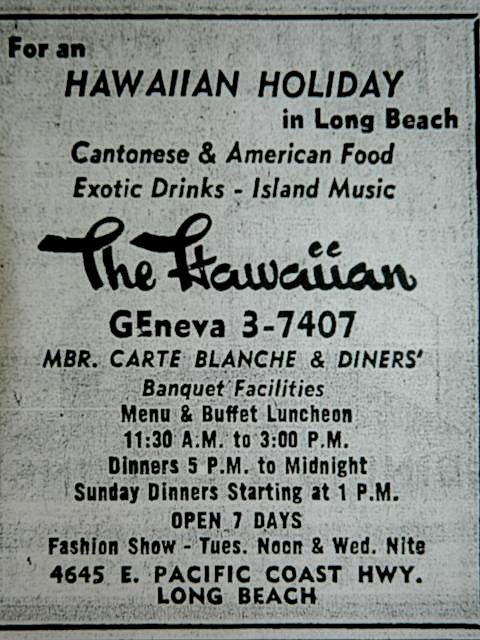 For an
HAWAIIAN HOLIDAY
in Long Beach
Cantonese & American Food
Exotic Drinks - Island Music
The Hawaiian
GEneva 3-7407
MBR. CARTE BLANCHE & DINERS'
Banquet Facilities
Menu & Buffet Luncheon
11:30 A.M. to 3:00 P.M.
Dinners 5 P.M. to Midnight
Sunday Dinners Starting at 1 P.M.
OPEN 7 DAYS
Fashion Show - Tues. Noon & Wed. Nite
4645 E. PACIFIC COAST HWY.
LONG BEACH